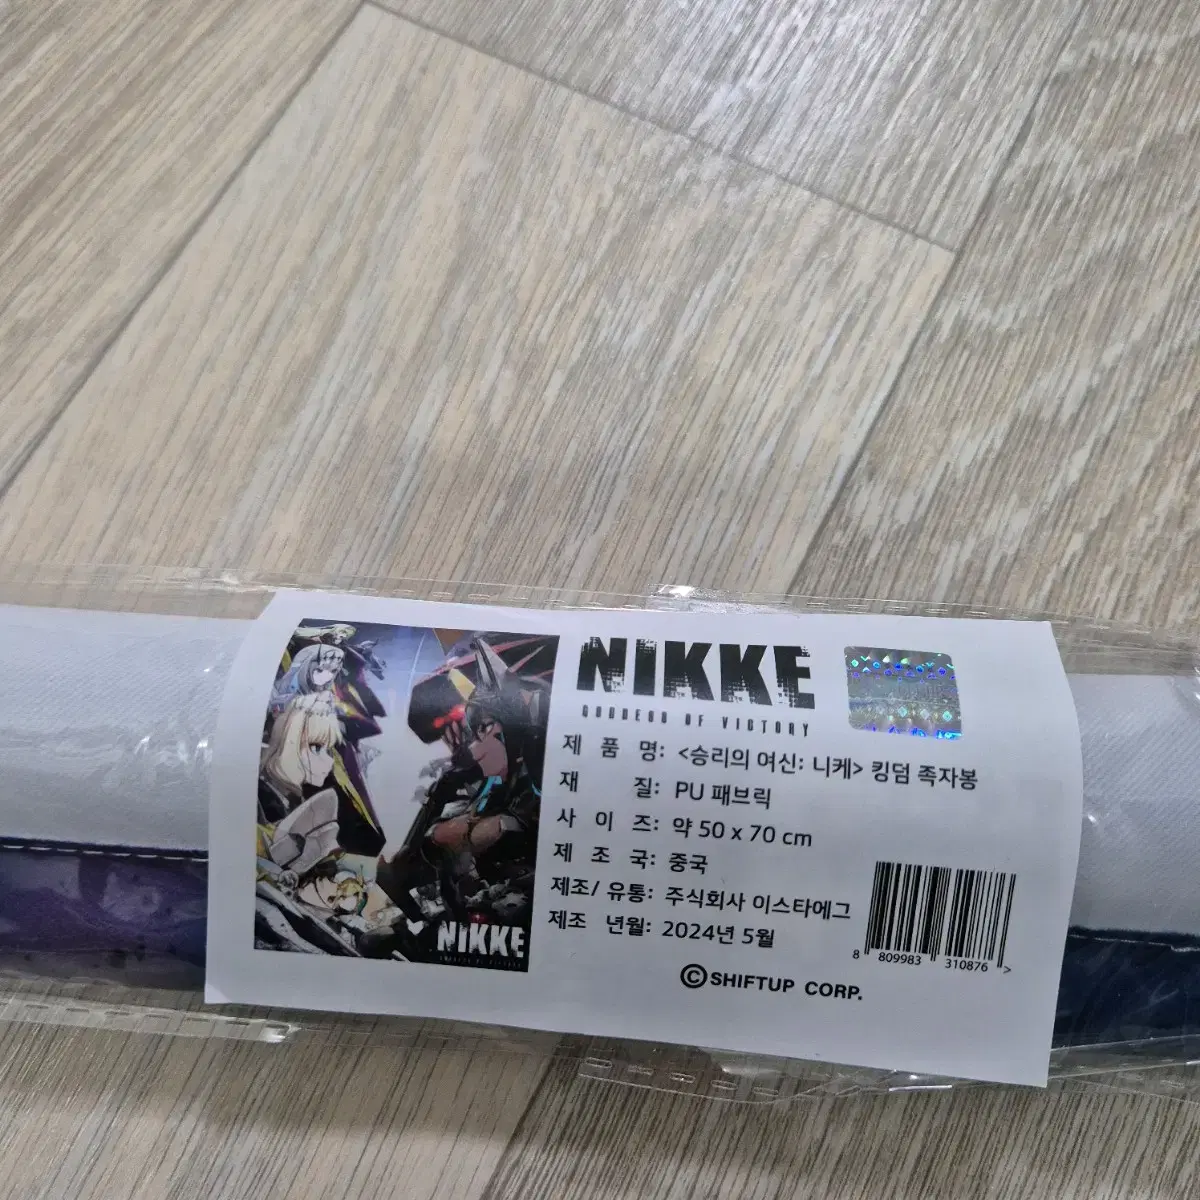 NIKKE
GODDESS OF VICTORY
제 품 명: <승리의 여신: 니케> 킹덤 족자봉
재 질: PU 패브릭
사 이 즈: 약 50 x 70 cm
제 조 국: 중국
제조/ 유통: 주식회사 이스타에그
제조 년월: 2024년 5월
8 809983 310876 >
©SHIFTUP CORP.
NIKKE
GODDESS OF VICTORY